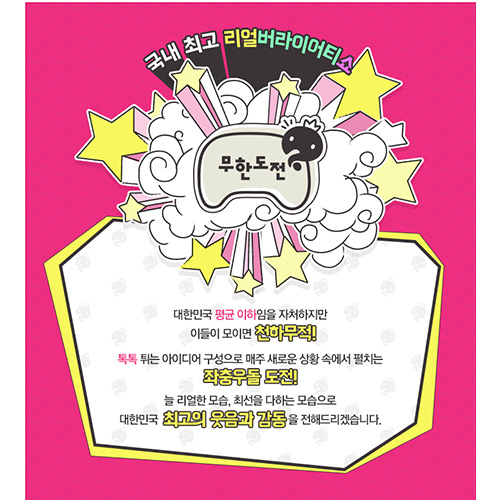 국내 최고 리얼버라이어티쇼
무한도전
대한민국 평균 이하임을 자처하지만
이들이 모이면 천하무적!
톡톡 튀는 아이디어 구성으로 매주 새로운 상황 속에서 펼치는
좌충우돌 도전!
늘 리얼한 모습, 최선을 다하는 모습으로
대한민국 최고의 웃음과 감동을 전해드리겠습니다.